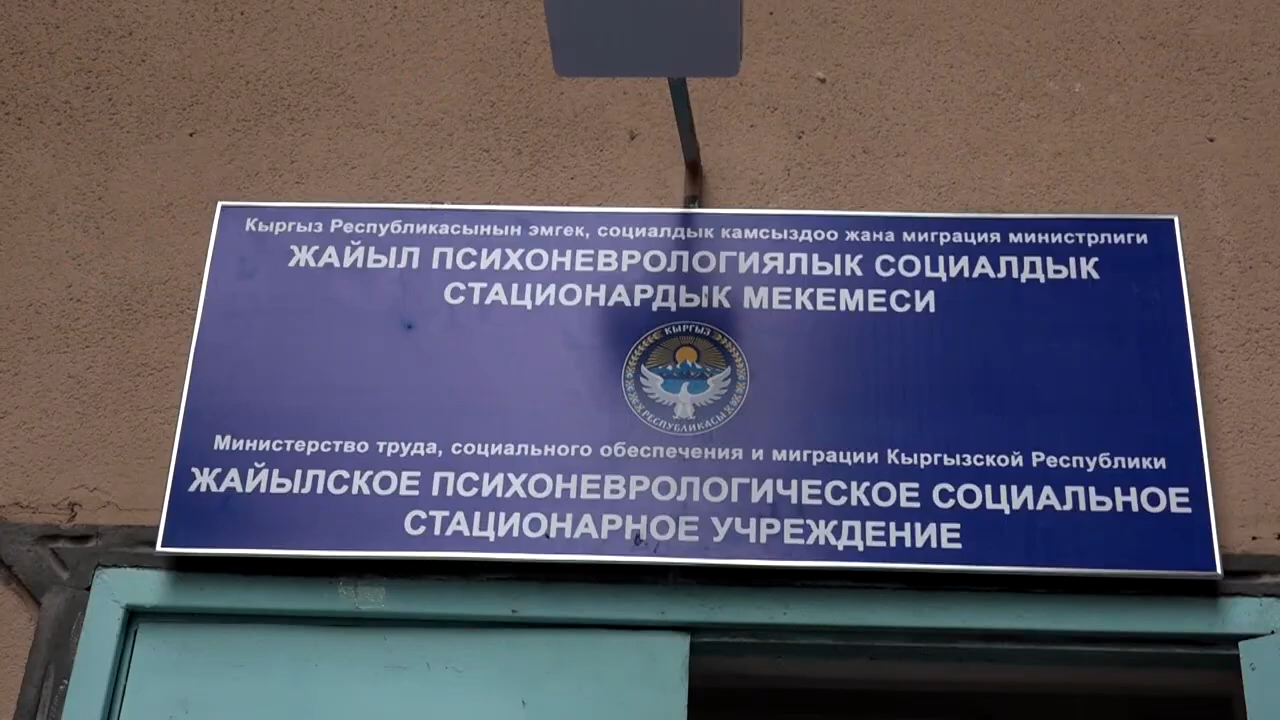 Кыргыз Республикасынын эмгек, социалдык камсыздоо жана миграция министрлиги
ЖАЙЫЛ ПСИХОНЕВРОЛОГИЯЛЫК СОЦИАЛДЫК
СТАЦИОНАРДЫК МЕКЕМЕСИ
КЫРГЫЗ
РЕСПУБЛИКАСЫ
Министерство труда, социального обеспечения и миграции Кыргызской Республики
ЖАЙЫЛСКОЕ ПСИХОНЕВРОЛОГИЧЕСКОЕ СОЦИАЛЬНОЕ
СТАЦИОНАРНОЕ УЧРЕЖДЕНИЕ